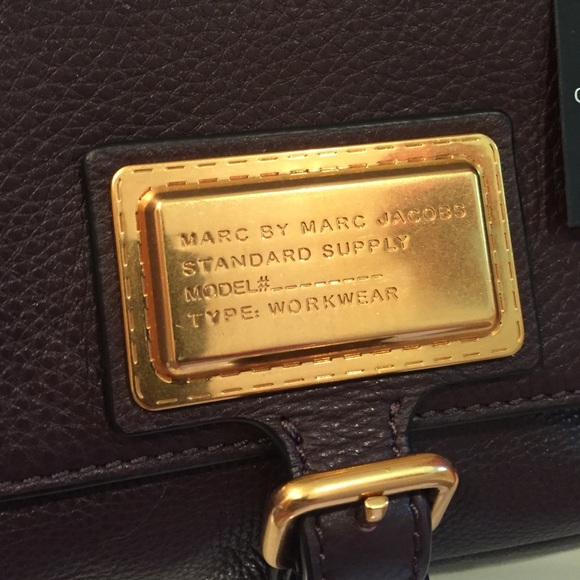 MARC BY MARC JACOBS
STANDARD SUPPLY
MODEL#_________
TYPE: WORKWEAR